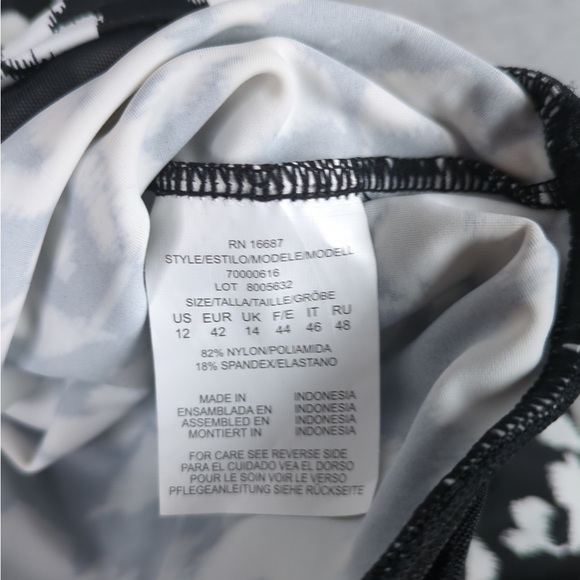 RN 16687
STYLE/ESTILO/MODELE/MODELL
70000616
LOT 8005632
SIZE/TALLA/TAILLE/GRÖBE
US EUR UK F/E IT RU
12 42 14 44 46 48
82% NYLON/POLIAMIDA
18% SPANDEX/ELASTANO
MADE IN INDONESIA
ENSAMBLADA EN INDONESIA
ASSEMBLED EN INDONESIA
MONTIERT IN INDONESIA
FOR CARE SEE REVERSE SIDE
PARA EL CUIDADO VEA EL DORSO
POUR LE SOIN VOIR LE VERSO
PFLEGEANLEITUNG SIEHE RÜCKSEITE